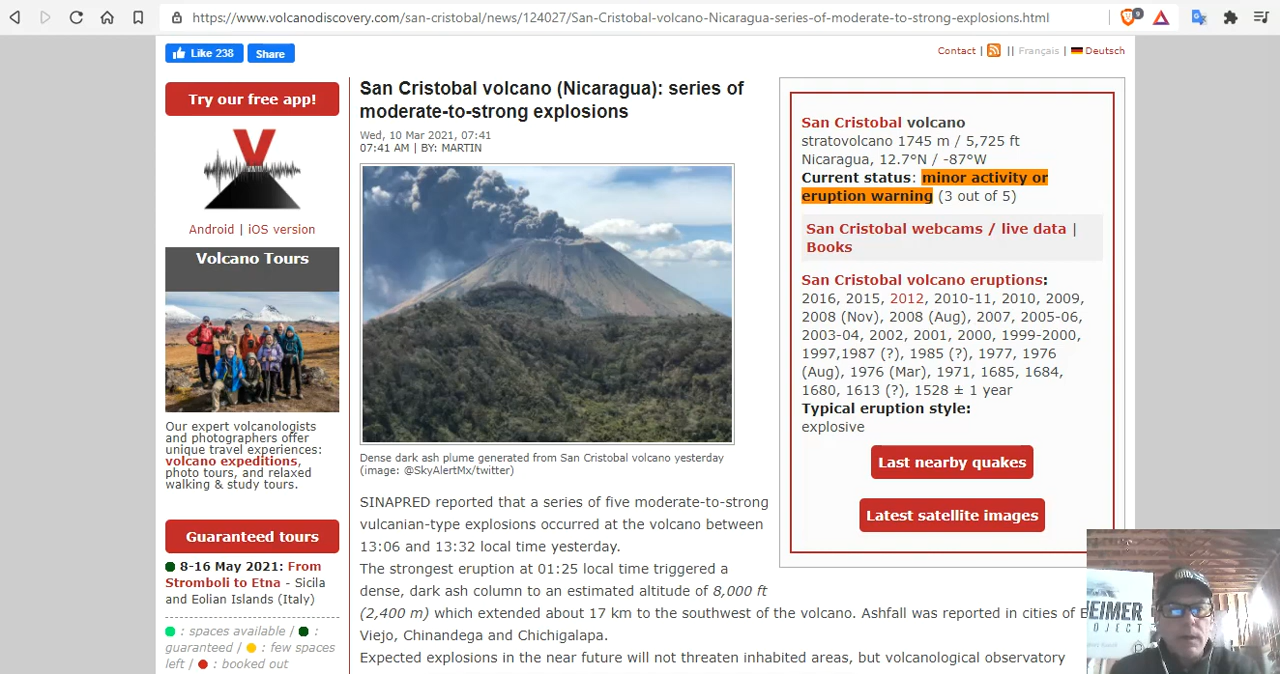 https://www.volcanodiscovery.com/san-cristobal/news/124027/San-Cristobal-volcano-Nicaragua-series-of-moderate-to-strong-explosions.html
9
Like 238
Share
Contact | || Français | Deutsch
Try our free app!
Android | iOS version
Volcano Tours
Our expert volcanologists
and photographers offer
unique travel experiences:
volcano expeditions,
photo tours, and relaxed
walking & study tours.
Guaranteed tours
8-16 May 2021: From
Stromboli to Etna - Sicila
and Eolian Islands (Italy)
: spaces available / :
guaranteed / : few spaces
left / : booked out
San Cristobal volcano (Nicaragua): series of
moderate-to-strong explosions
Wed, 10 Mar 2021, 07:41
07:41 AM | BY: MARTIN
Dense dark ash plume generated from San Cristobal volcano yesterday
(image: @SkyAlertMx/twitter)
SINAPRED reported that a series of five moderate-to-strong
vulcanian-type explosions occurred at the volcano between
13:06 and 13:32 local time yesterday.
The strongest eruption at 01:25 local time triggered a
dense, dark ash column to an estimated altitude of 8,000 ft
(2,400 m) which extended about 17 km to the southwest of the volcano. Ashfall was reported in cities of
Viejo, Chinandega and Chichigalapa.
Expected explosions in the near future will not threaten inhabited areas, but volcanological observatory
San Cristobal volcano
stratovolcano 1745 m / 5,725 ft
Nicaragua, 12.7°N / -87°W
Current status: minor activity or
eruption warning (3 out of 5)
San Cristobal webcams / live data |
Books
San Cristobal volcano eruptions:
2016, 2015, 2012, 2010-11, 2010, 2009,
2008 (Nov), 2008 (Aug), 2007, 2005-06,
2003-04, 2002, 2001, 2000, 1999-2000,
1997,1987 (?), 1985 (?), 1977, 1976
(Aug), 1976 (Mar), 1971, 1685, 1684,
1680, 1613 (?), 1528 ± 1 year
Typical eruption style:
explosive
Last nearby quakes
Latest satellite images